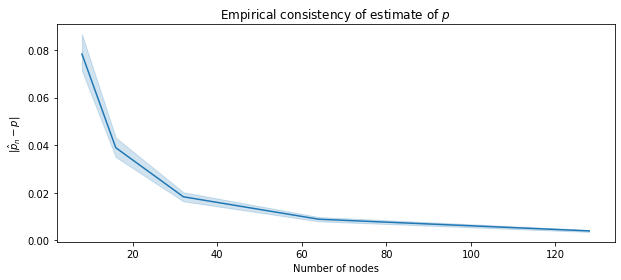 Empirical consistency of estimate of p
|p̂ₙ − p|
0.08
0.06
0.04
0.02
0.00
20 40 60 80 100 120
Number of nodes